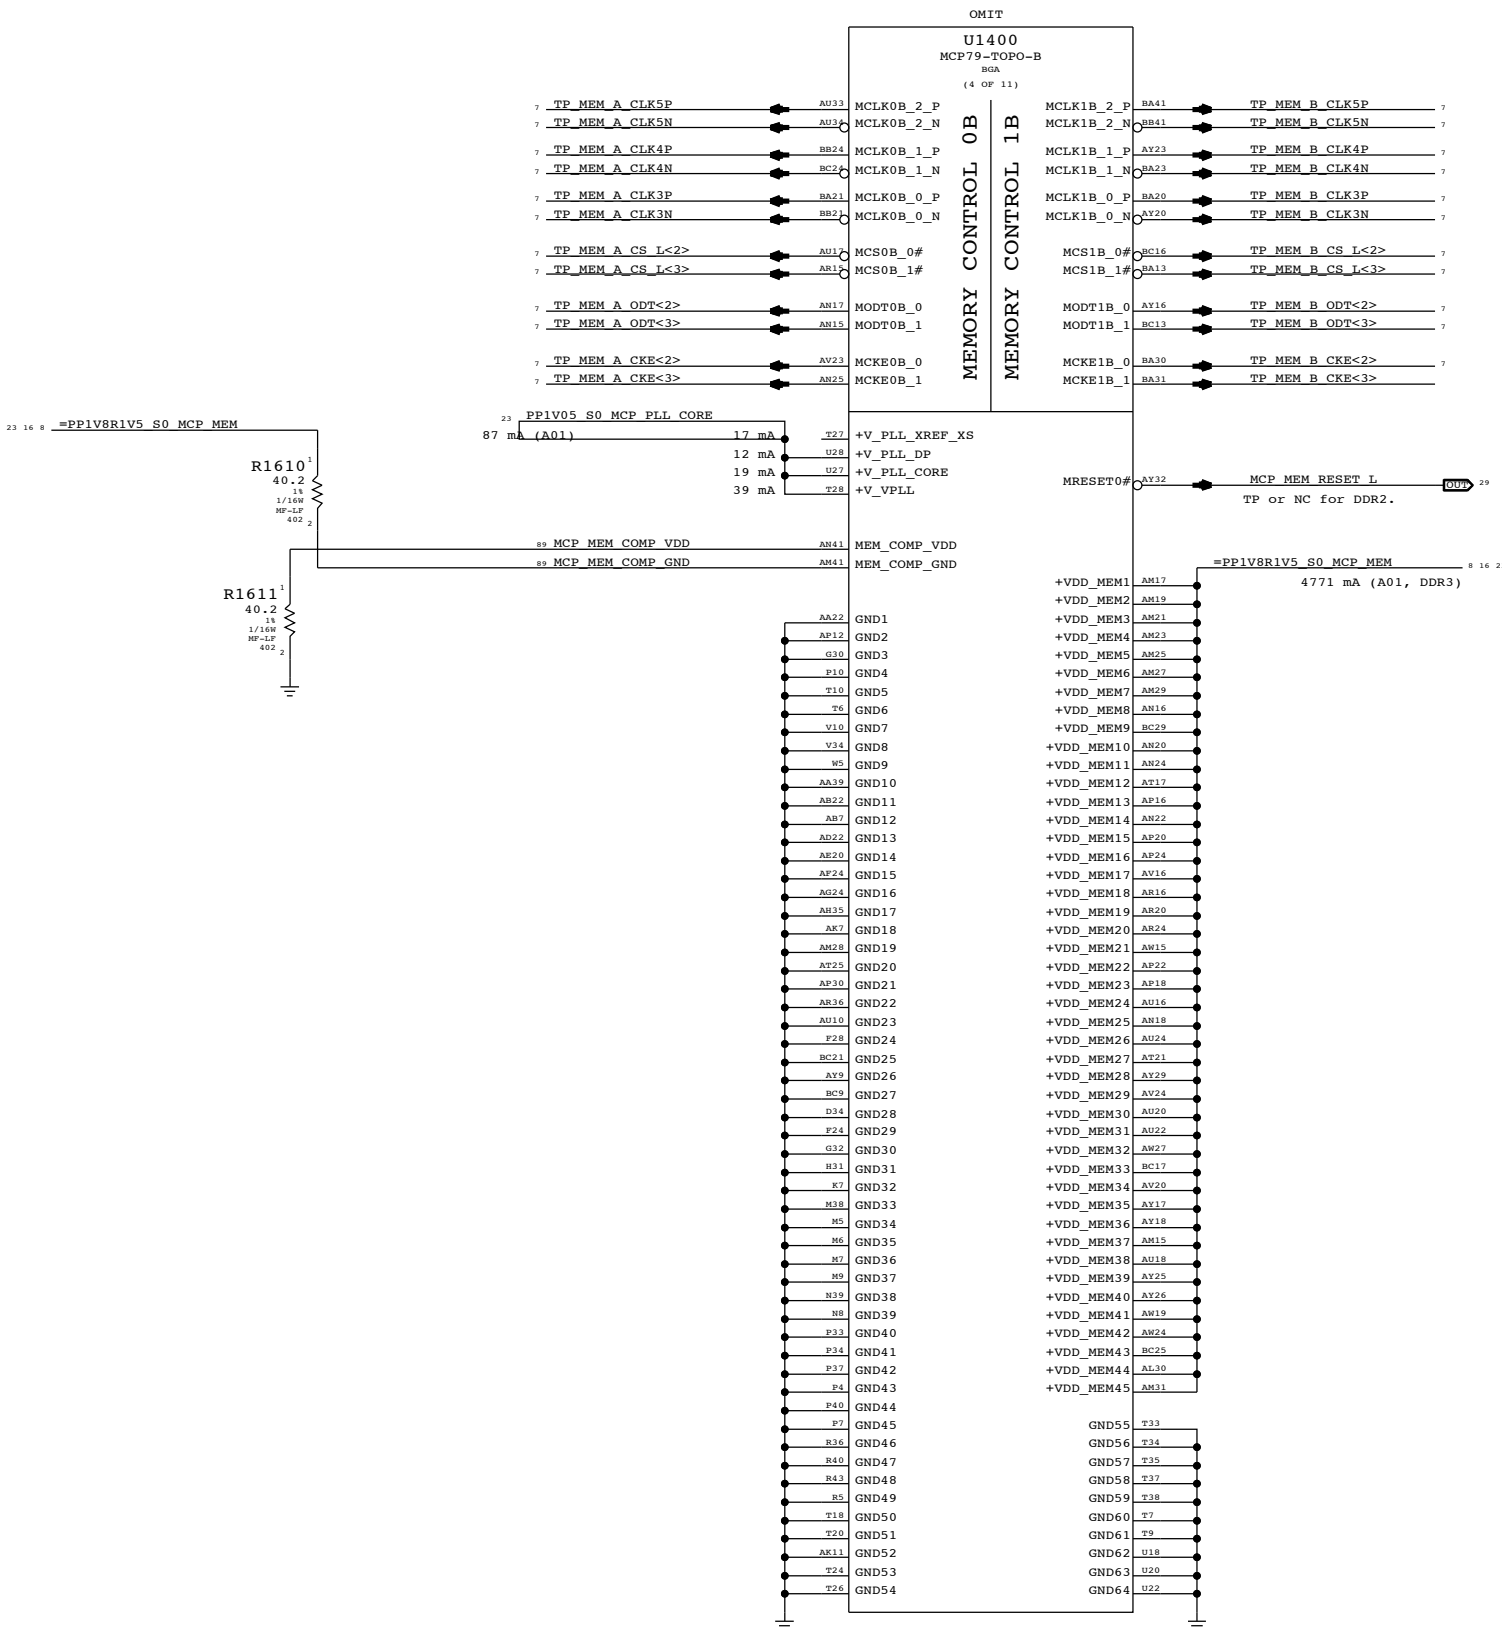 OMIT
U1400
MCP79-TOPO-B
BGA
(4 OF 11)
MEMORY CONTROL 0B
MEMORY CONTROL 1B
7 TP_MEM_A_CLK5P AU33 MCLK0B_2_P MCLK1B_2_P BA41 TP_MEM_B_CLK5P 7
7 TP_MEM_A_CLK5N AU34 MCLK0B_2_N MCLK1B_2_N BB41 TP_MEM_B_CLK5N 7
7 TP_MEM_A_CLK4P BB24 MCLK0B_1_P MCLK1B_1_P AY23 TP_MEM_B_CLK4P 7
7 TP_MEM_A_CLK4N BC24 MCLK0B_1_N MCLK1B_1_N BA23 TP_MEM_B_CLK4N 7
7 TP_MEM_A_CLK3P BA21 MCLK0B_0_P MCLK1B_0_P BA20 TP_MEM_B_CLK3P 7
7 TP_MEM_A_CLK3N BB21 MCLK0B_0_N MCLK1B_0_N AY20 TP_MEM_B_CLK3N 7
7 TP_MEM_A_CS_L<2> AU17 MCS0B_0# MCS1B_0# BC16 TP_MEM_B_CS_L<2> 7
7 TP_MEM_A_CS_L<3> AR15 MCS0B_1# MCS1B_1# BA13 TP_MEM_B_CS_L<3> 7
7 TP_MEM_A_ODT<2> AN17 MODT0B_0 MODT1B_0 AY16 TP_MEM_B_ODT<2> 7
7 TP_MEM_A_ODT<3> AN15 MODT0B_1 MODT1B_1 BC13 TP_MEM_B_ODT<3> 7
7 TP_MEM_A_CKE<2> AV23 MCKE0B_0 MCKE1B_0 BA30 TP_MEM_B_CKE<2> 7
7 TP_MEM_A_CKE<3> AN25 MCKE0B_1 MCKE1B_1 BA31 TP_MEM_B_CKE<3>
23 PP1V05_S0_MCP_PLL_CORE
23 16 8 =PP1V8R1V5_S0_MCP_MEM
87 mA (A01) 17 mA T27 +V_PLL_XREF_XS
12 mA U28 +V_PLL_DP
19 mA U27 +V_PLL_CORE
39 mA T28 +V_VPLL
MRESET0# AY32 MCP_MEM_RESET_L OUT 29
TP or NC for DDR2.
R1610 1
40.2
1%
1/16W
MF-LF
402 2
89 MCP_MEM_COMP_VDD AN41 MEM_COMP_VDD
89 MCP_MEM_COMP_GND AM41 MEM_COMP_GND
=PP1V8R1V5_S0_MCP_MEM 8 16 2
4771 mA (A01, DDR3)
R1611 1
40.2
1%
1/16W
MF-LF
402 2
+VDD_MEM1 AM17
+VDD_MEM2 AM19
AA22 GND1 +VDD_MEM3 AM21
AP12 GND2 +VDD_MEM4 AM23
G30 GND3 +VDD_MEM5 AM25
P10 GND4 +VDD_MEM6 AM27
T10 GND5 +VDD_MEM7 AM29
T6 GND6 +VDD_MEM8 AN16
V10 GND7 +VDD_MEM9 BC29
V34 GND8 +VDD_MEM10 AN20
W5 GND9 +VDD_MEM11 AN24
AA39 GND10 +VDD_MEM12 AT17
AB22 GND11 +VDD_MEM13 AP16
AB7 GND12 +VDD_MEM14 AN22
AD22 GND13 +VDD_MEM15 AP20
AE20 GND14 +VDD_MEM16 AP24
AF24 GND15 +VDD_MEM17 AV16
AG24 GND16 +VDD_MEM18 AR16
AH35 GND17 +VDD_MEM19 AR20
AK7 GND18 +VDD_MEM20 AR24
AM28 GND19 +VDD_MEM21 AW15
AT25 GND20 +VDD_MEM22 AP22
AP30 GND21 +VDD_MEM23 AP18
AR36 GND22 +VDD_MEM24 AU16
AU10 GND23 +VDD_MEM25 AN18
F28 GND24 +VDD_MEM26 AU24
BC21 GND25 +VDD_MEM27 AT21
AY9 GND26 +VDD_MEM28 AY29
BC9 GND27 +VDD_MEM29 AV24
D34 GND28 +VDD_MEM30 AU20
F24 GND29 +VDD_MEM31 AU22
G32 GND30 +VDD_MEM32 AW27
H31 GND31 +VDD_MEM33 BC17
K7 GND32 +VDD_MEM34 AV20
M38 GND33 +VDD_MEM35 AY17
M5 GND34 +VDD_MEM36 AY18
M6 GND35 +VDD_MEM37 AM15
M7 GND36 +VDD_MEM38 AU18
M9 GND37 +VDD_MEM39 AY25
N39 GND38 +VDD_MEM40 AY26
N8 GND39 +VDD_MEM41 AW19
P33 GND40 +VDD_MEM42 AW24
P34 GND41 +VDD_MEM43 BC25
P37 GND42 +VDD_MEM44 AL30
P4 GND43 +VDD_MEM45 AM31
P40 GND44
P7 GND45 GND55 T33
R36 GND46 GND56 T34
R40 GND47 GND57 T35
R43 GND48 GND58 T37
R5 GND49 GND59 T38
T18 GND50 GND60 T7
T20 GND51 GND61 T9
AK11 GND52 GND62 U18
T24 GND53 GND63 U20
T26 GND54 GND64 U22